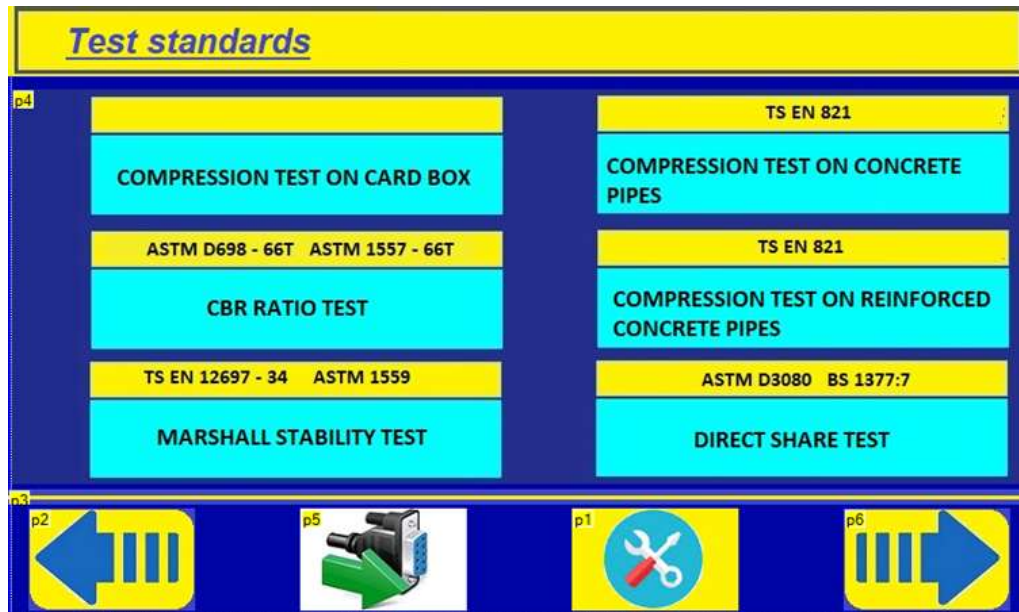 Test standards
p4
COMPRESSION TEST ON CARD BOX
TS EN 821
COMPRESSION TEST ON CONCRETE
PIPES
ASTM D698 - 66T ASTM 1557 - 66T
CBR RATIO TEST
TS EN 821
COMPRESSION TEST ON REINFORCED
CONCRETE PIPES
TS EN 12697 - 34 ASTM 1559
MARSHALL STABILITY TEST
ASTM D3080 BS 1377:7
DIRECT SHARE TEST
p3
p2
p5
p1
p6